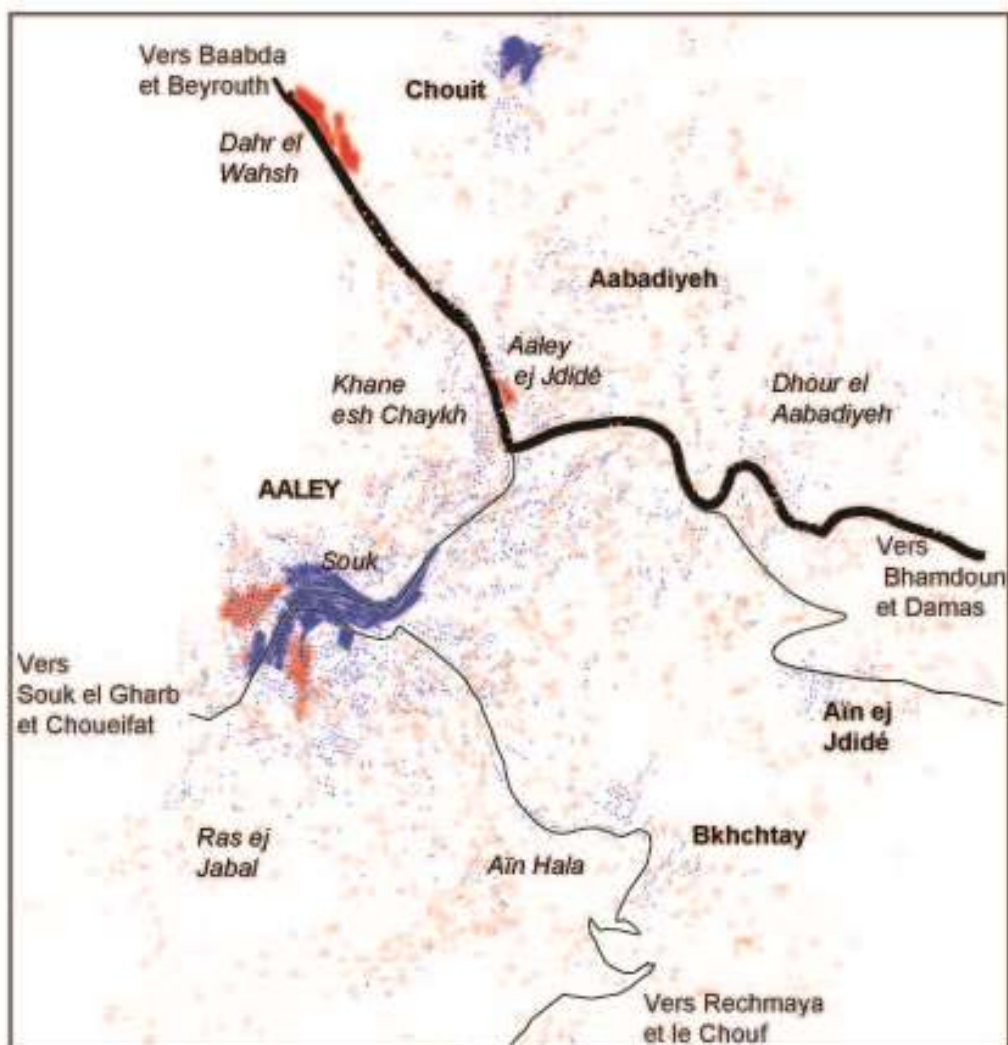 Vers Baabda
et Beyrouth
Chouit
Dahr el
Wahsh
Aabadiyeh
Aaley
ej Jdidé
Khane
esh Chaykh
Dhour el
Aabadiyeh
AALEY
Souk
Vers
Bhamdoun
et Damas
Vers
Souk el Gharb
et Choueifat
Aïn ej
Jdidé
Ras ej
Jabal
Aïn Hala
Bkhchtay
Vers Rechmaya
et le Chouf